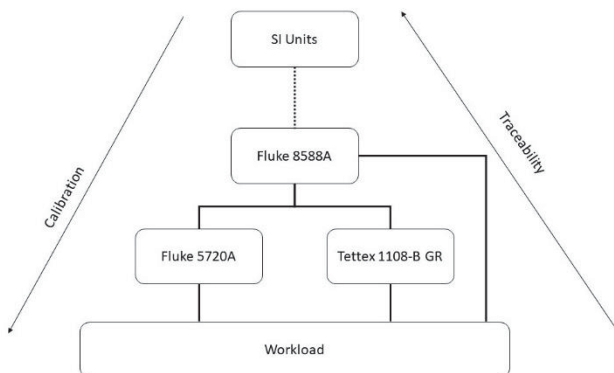 SI Units
Fluke 8588A
Calibration
Traceability
Fluke 5720A
Tettex 1108-B GR
Workload